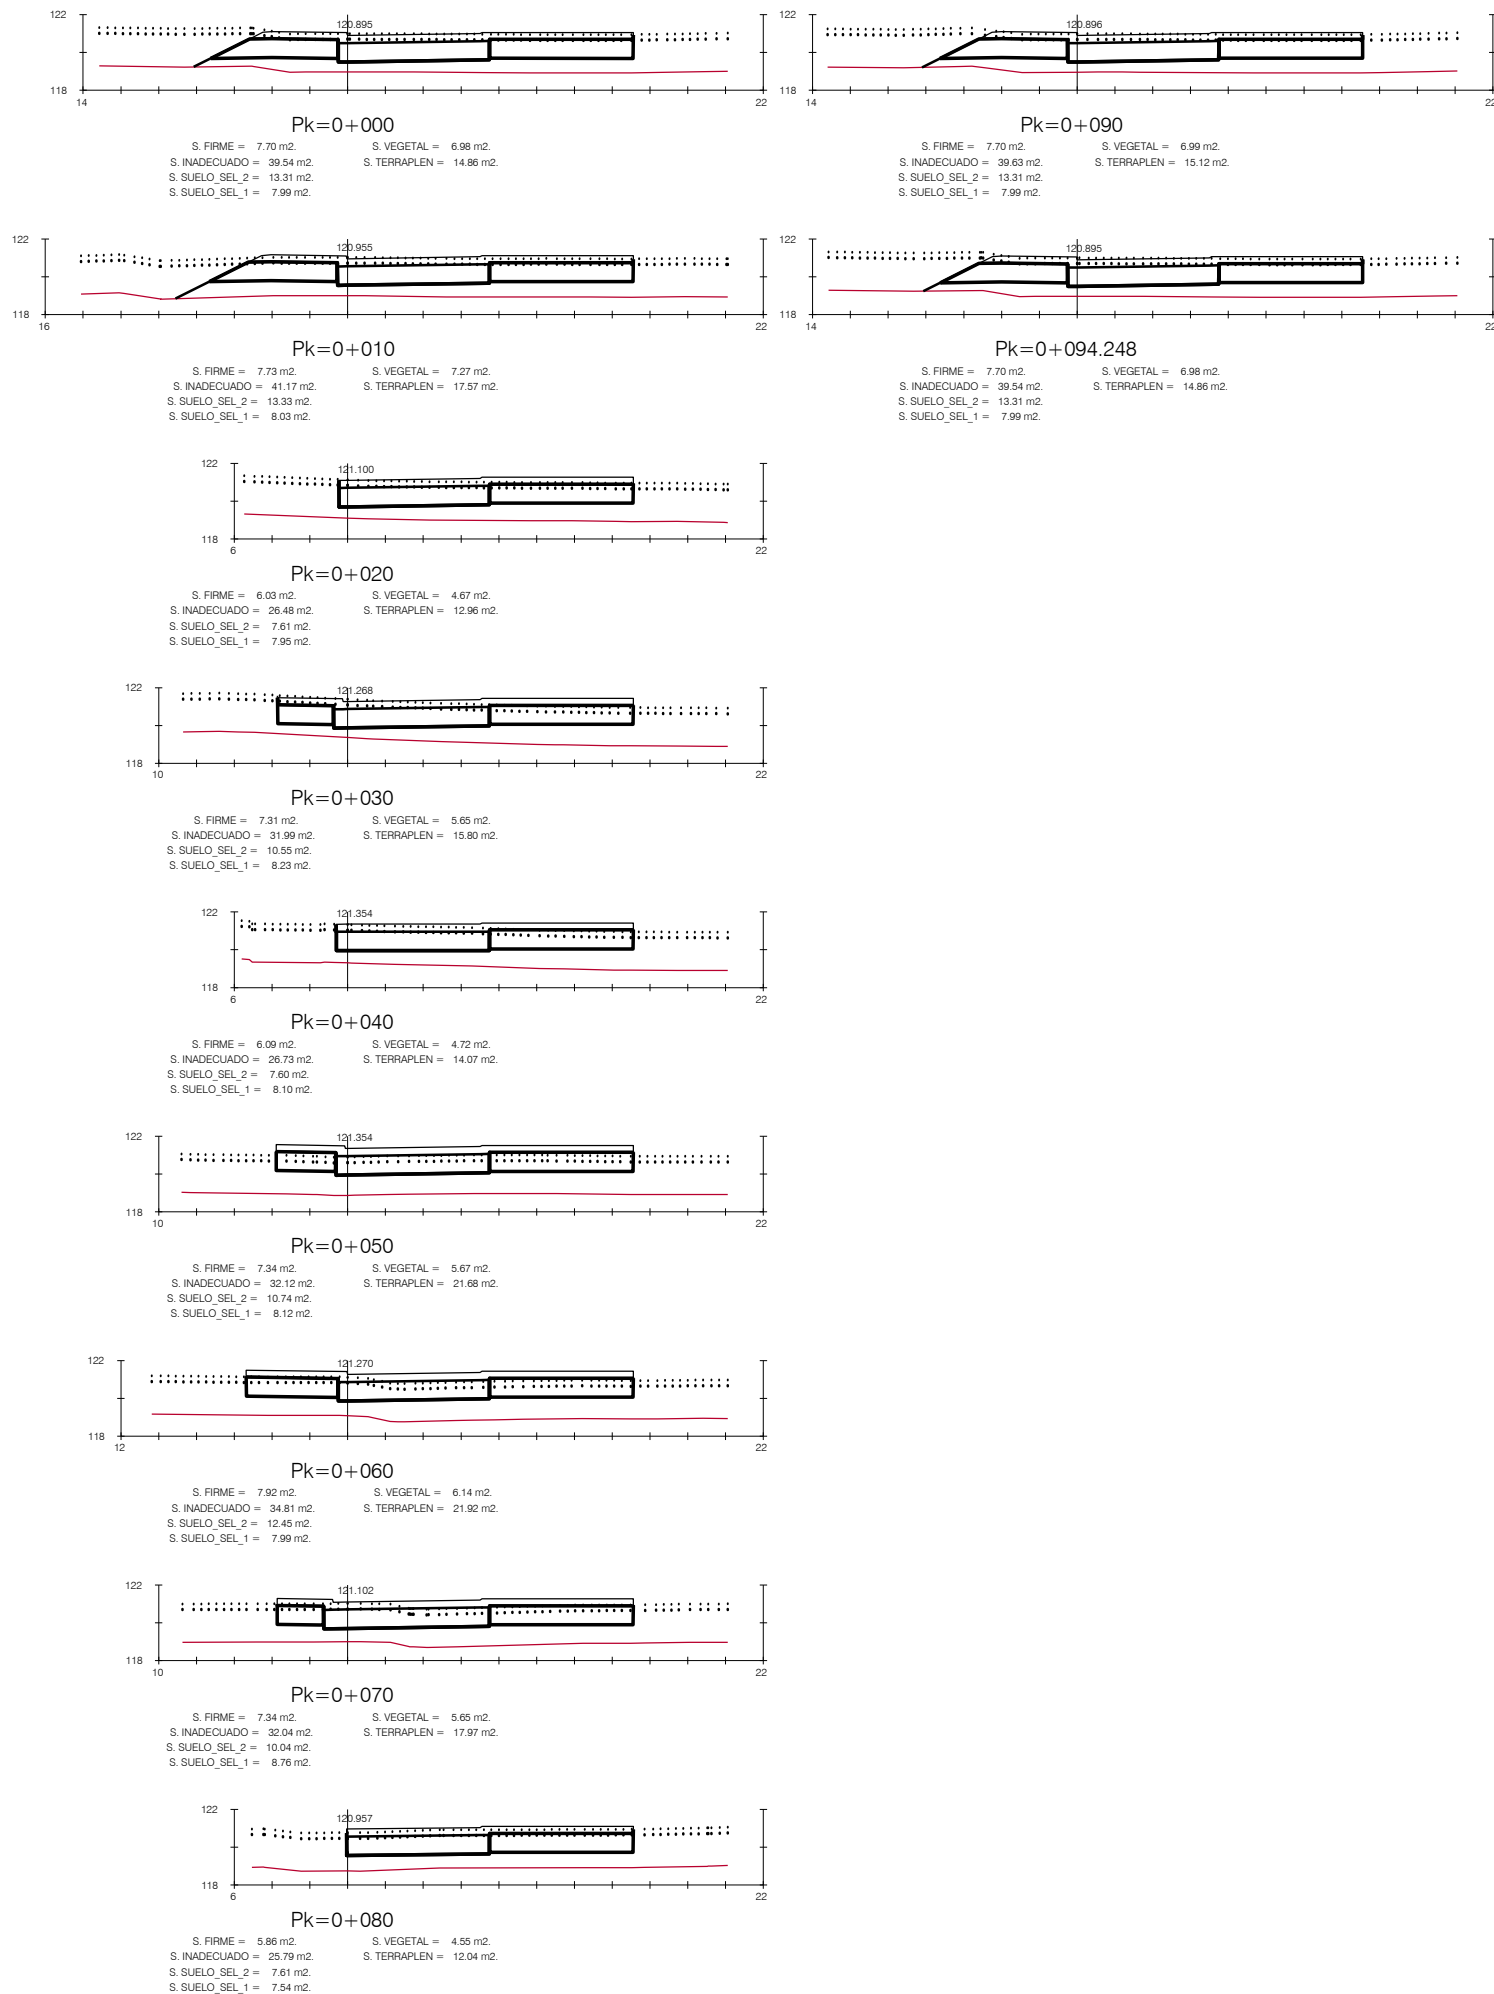 122
120.895
118
14
22
Pk=0+000
S. FIRME = 7.70 m2. S. VEGETAL = 6.98 m2.
S. INADECUADO = 39.54 m2. S. TERRAPLEN = 14.86 m2.
S. SUELO_SEL_2 = 13.31 m2.
S. SUELO_SEL_1 = 7.99 m2.
122
120.955
118
16
22
Pk=0+010
S. FIRME = 7.73 m2. S. VEGETAL = 7.27 m2.
S. INADECUADO = 41.17 m2. S. TERRAPLEN = 17.57 m2.
S. SUELO_SEL_2 = 13.33 m2.
S. SUELO_SEL_1 = 8.03 m2.
122
121.100
118
6
22
Pk=0+020
S. FIRME = 6.03 m2. S. VEGETAL = 4.67 m2.
S. INADECUADO = 26.48 m2. S. TERRAPLEN = 12.96 m2.
S. SUELO_SEL_2 = 7.61 m2.
S. SUELO_SEL_1 = 7.95 m2.
122
121.268
118
10
22
Pk=0+030
S. FIRME = 7.31 m2. S. VEGETAL = 5.65 m2.
S. INADECUADO = 31.99 m2. S. TERRAPLEN = 15.80 m2.
S. SUELO_SEL_2 = 10.55 m2.
S. SUELO_SEL_1 = 8.23 m2.
122
121.354
118
6
22
Pk=0+040
S. FIRME = 6.09 m2. S. VEGETAL = 4.72 m2.
S. INADECUADO = 26.73 m2. S. TERRAPLEN = 14.07 m2.
S. SUELO_SEL_2 = 7.60 m2.
S. SUELO_SEL_1 = 8.10 m2.
122
121.354
118
10
22
Pk=0+050
S. FIRME = 7.34 m2. S. VEGETAL = 5.67 m2.
S. INADECUADO = 32.12 m2. S. TERRAPLEN = 21.68 m2.
S. SUELO_SEL_2 = 10.74 m2.
S. SUELO_SEL_1 = 8.12 m2.
122
121.270
118
12
22
Pk=0+060
S. FIRME = 7.92 m2. S. VEGETAL = 6.14 m2.
S. INADECUADO = 34.81 m2. S. TERRAPLEN = 21.92 m2.
S. SUELO_SEL_2 = 12.45 m2.
S. SUELO_SEL_1 = 7.99 m2.
122
121.102
118
10
22
Pk=0+070
S. FIRME = 7.34 m2. S. VEGETAL = 5.65 m2.
S. INADECUADO = 32.04 m2. S. TERRAPLEN = 17.97 m2.
S. SUELO_SEL_2 = 10.04 m2.
S. SUELO_SEL_1 = 8.76 m2.
122
120.957
118
6
22
Pk=0+080
S. FIRME = 5.86 m2. S. VEGETAL = 4.55 m2.
S. INADECUADO = 25.79 m2. S. TERRAPLEN = 12.04 m2.
S. SUELO_SEL_2 = 7.61 m2.
S. SUELO_SEL_1 = 7.54 m2.
122
120.896
118
14
22
Pk=0+090
S. FIRME = 7.70 m2. S. VEGETAL = 6.99 m2.
S. INADECUADO = 39.63 m2. S. TERRAPLEN = 15.12 m2.
S. SUELO_SEL_2 = 13.31 m2.
S. SUELO_SEL_1 = 7.99 m2.
122
120.895
118
14
22
Pk=0+094.248
S. FIRME = 7.70 m2. S. VEGETAL = 6.98 m2.
S. INADECUADO = 39.54 m2. S. TERRAPLEN = 14.86 m2.
S. SUELO_SEL_2 = 13.31 m2.
S. SUELO_SEL_1 = 7.99 m2.